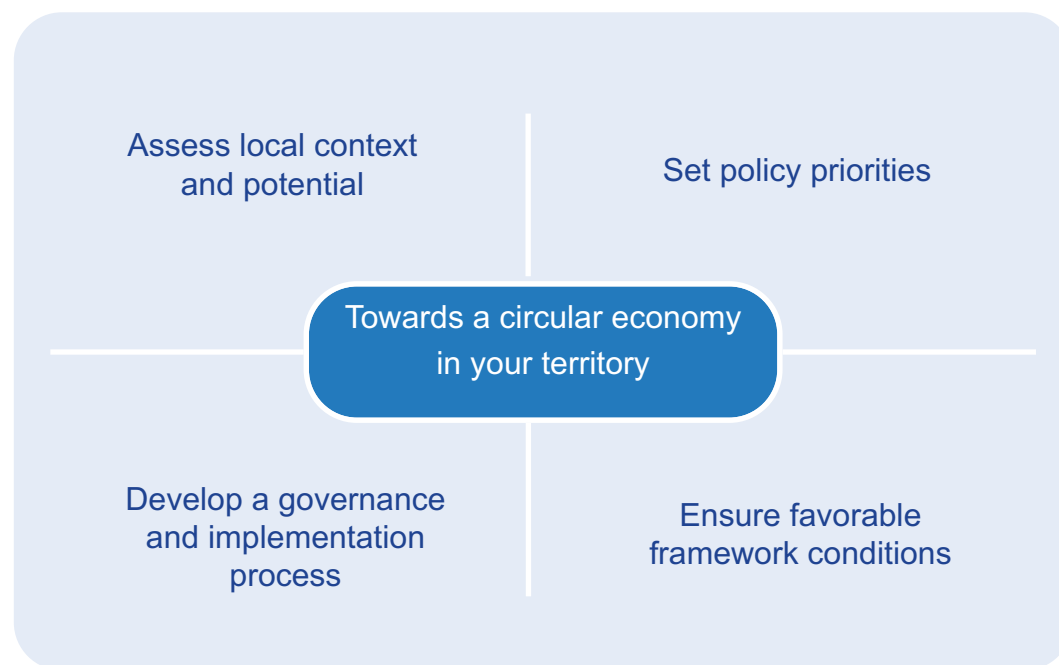 Assess local context
and potential
Set policy priorities
Towards a circular economy
in your territory
Develop a governance
and implementation
process
Ensure favorable
framework conditions